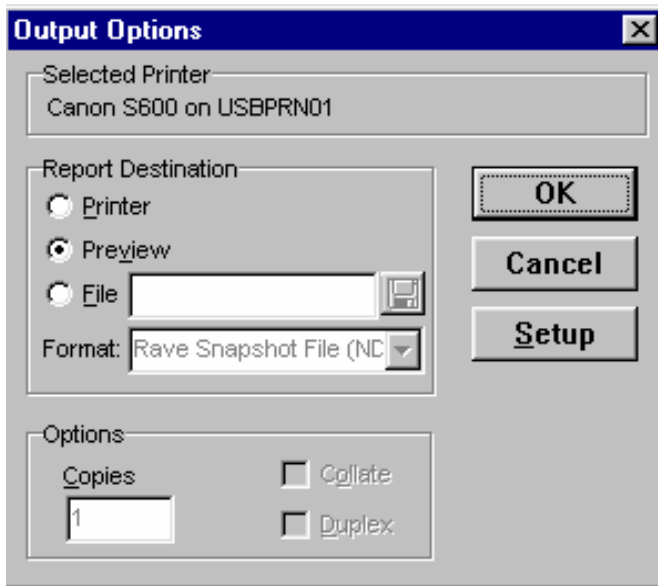 Output Options
Selected Printer
Canon S600 on USBPRN01
Report Destination
Printer
Preview
File
Format: Rave Snapshot File (ND
OK
Cancel
Setup
Options
Copies
1
Collate
Duplex